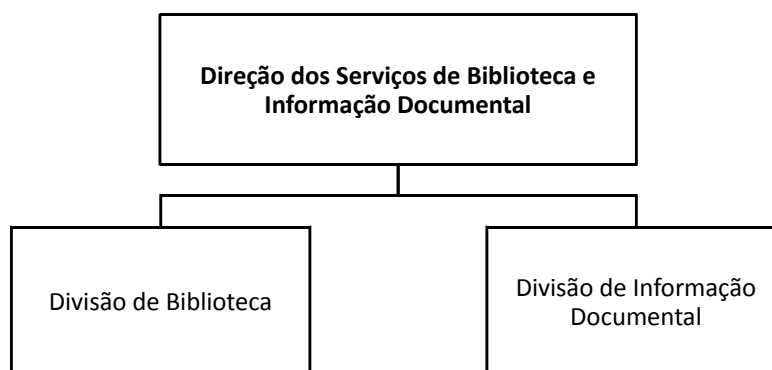 Direção dos Serviços de Biblioteca e
Informação Documental
Divisão de Biblioteca
Divisão de Informação
Documental